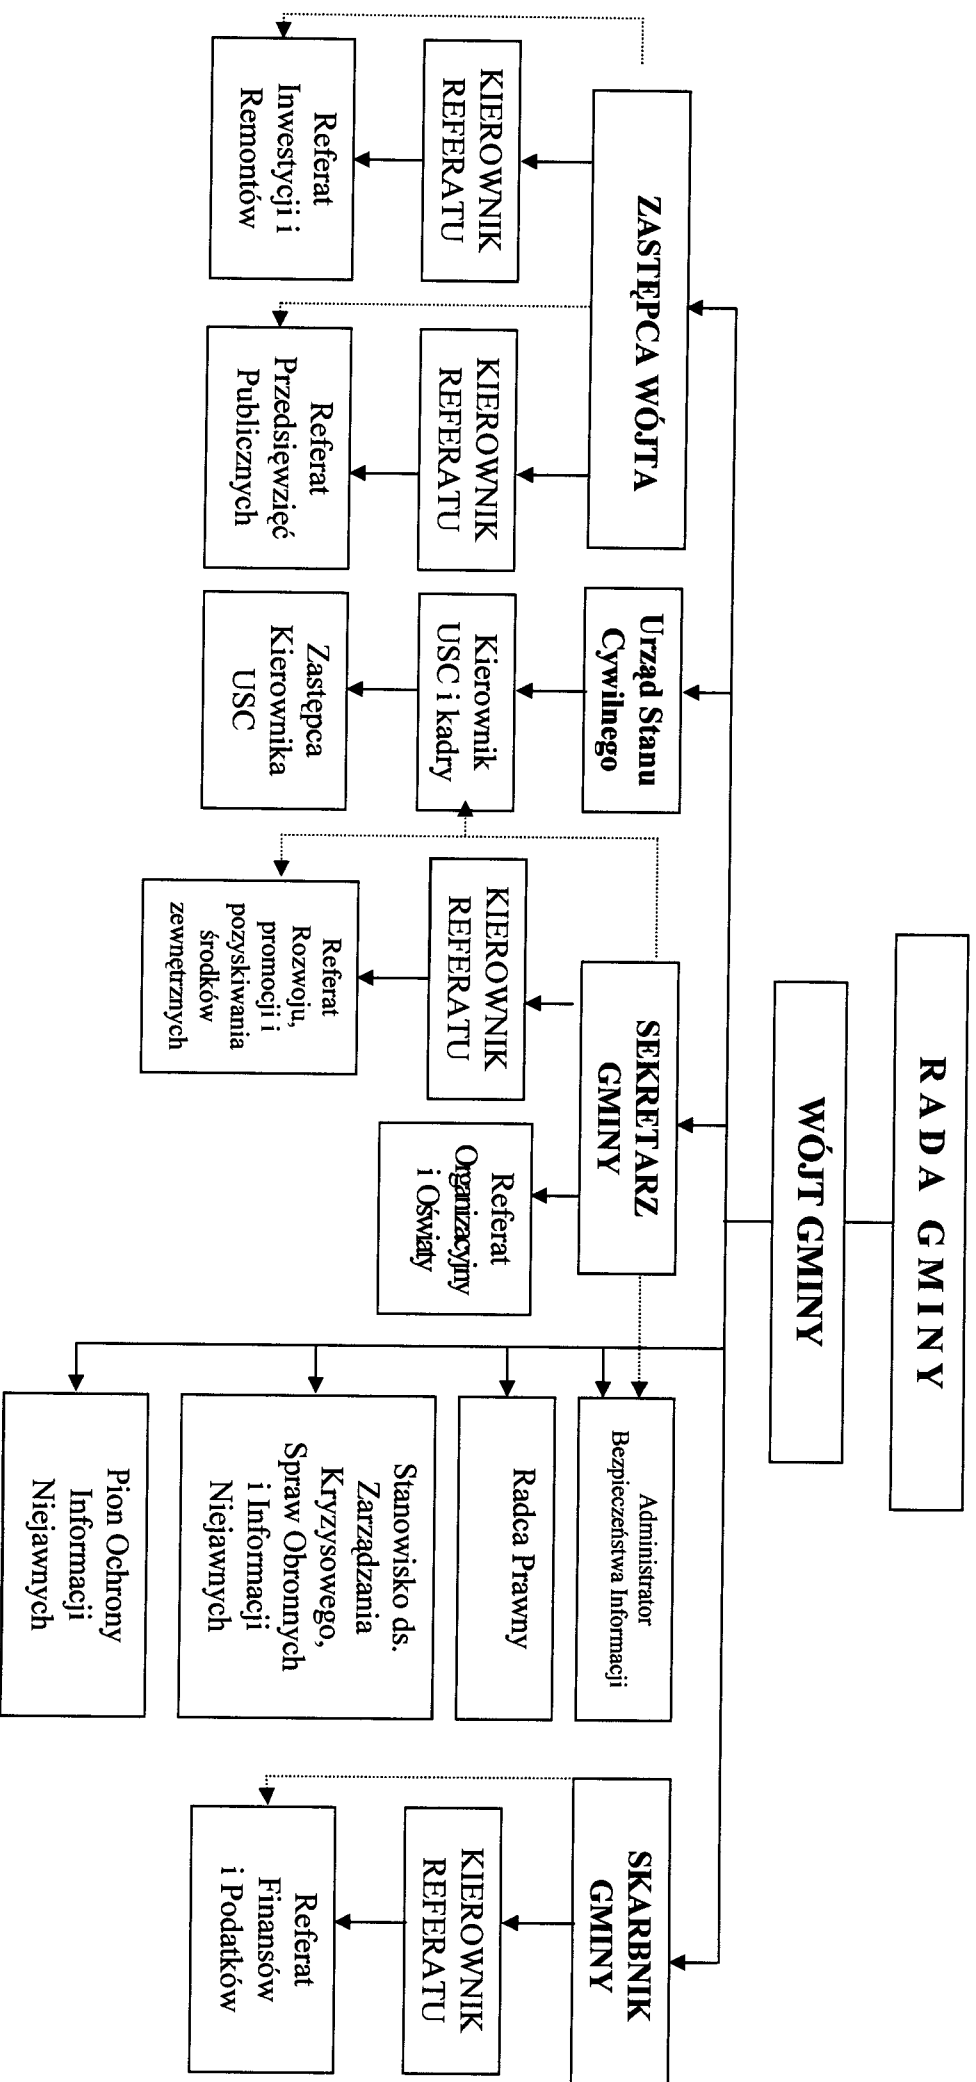 RADA GMINY
WÓJT GMINY
ZASTĘPCA WÓJTA
Urząd Stanu
Cywilnego
SEKRETARZ
GMINY
SKARBNIK
GMINY
KIEROWNIK
REFERATU
Referat
Inwestycji i
Remontów
KIEROWNIK
REFERATU
Referat
Przedsięwzięć
Publicznych
Kierownik
USC i kadry
Zastępca
Kierownika
USC
KIEROWNIK
REFERATU
Referat
Rozwoju,
promocji i
pozyskiwania
środków
zewnętrznych
Referat
Organizacyjny
i Oświaty
Administrator
Bezpieczeństwa Informacji
Radca Prawny
Stanowisko ds.
Zarządzania
Kryzysowego,
Spraw Obronnych
i Informacji
Niejawnych
Pion Ochrony
Informacji
Niejawnych
KIEROWNIK
REFERATU
Referat
Finansów
i Podatków